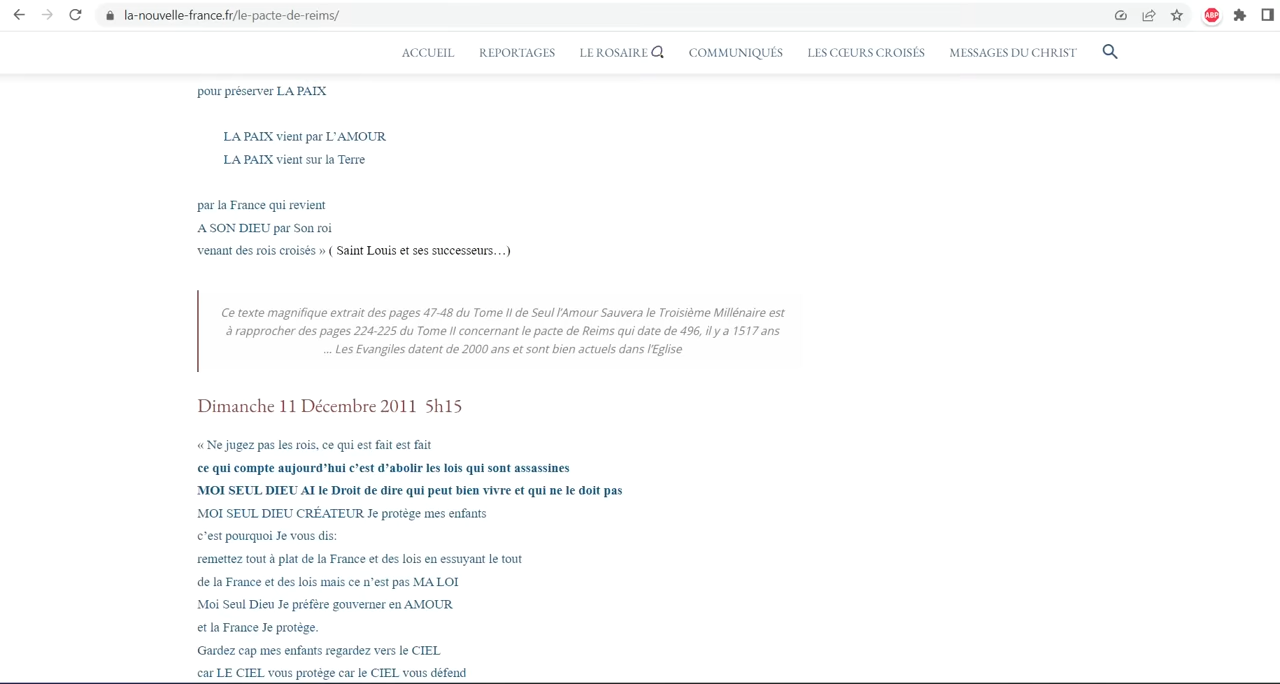 la-nouvelle-france.fr/le-pacte-de-reims/
ABP
ACCUEIL REPORTAGES LE ROSAIRE COMMUNIQUÉS LES CŒURS CROISÉS MESSAGES DU CHRIST
pour préserver LA PAIX
LA PAIX vient par L’AMOUR
LA PAIX vient sur la Terre
par la France qui revient
A SON DIEU par Son roi
venant des rois croisés » ( Saint Louis et ses successeurs…)
Ce texte magnifique extrait des pages 47-48 du Tome II de Seul l’Amour Sauvera le Troisième Millénaire est
à rapprocher des pages 224-225 du Tome II concernant le pacte de Reims qui date de 496, il y a 1517 ans
… Les Evangiles datent de 2000 ans et sont bien actuels dans l’Eglise
Dimanche 11 Décembre 2011 5h15
« Ne jugez pas les rois, ce qui est fait est fait
ce qui compte aujourd’hui c’est d’abolir les lois qui sont assassines
MOI SEUL DIEU AI le Droit de dire qui peut bien vivre et qui ne le doit pas
MOI SEUL DIEU CRÉATEUR Je protège mes enfants
c’est pourquoi Je vous dis:
remettez tout à plat de la France et des lois en essuyant le tout
de la France et des lois mais ce n’est pas MA LOI
Moi Seul Dieu Je préfère gouverner en AMOUR
et la France Je protège.
Gardez cap mes enfants regardez vers le CIEL
car LE CIEL vous protège car le CIEL vous défend